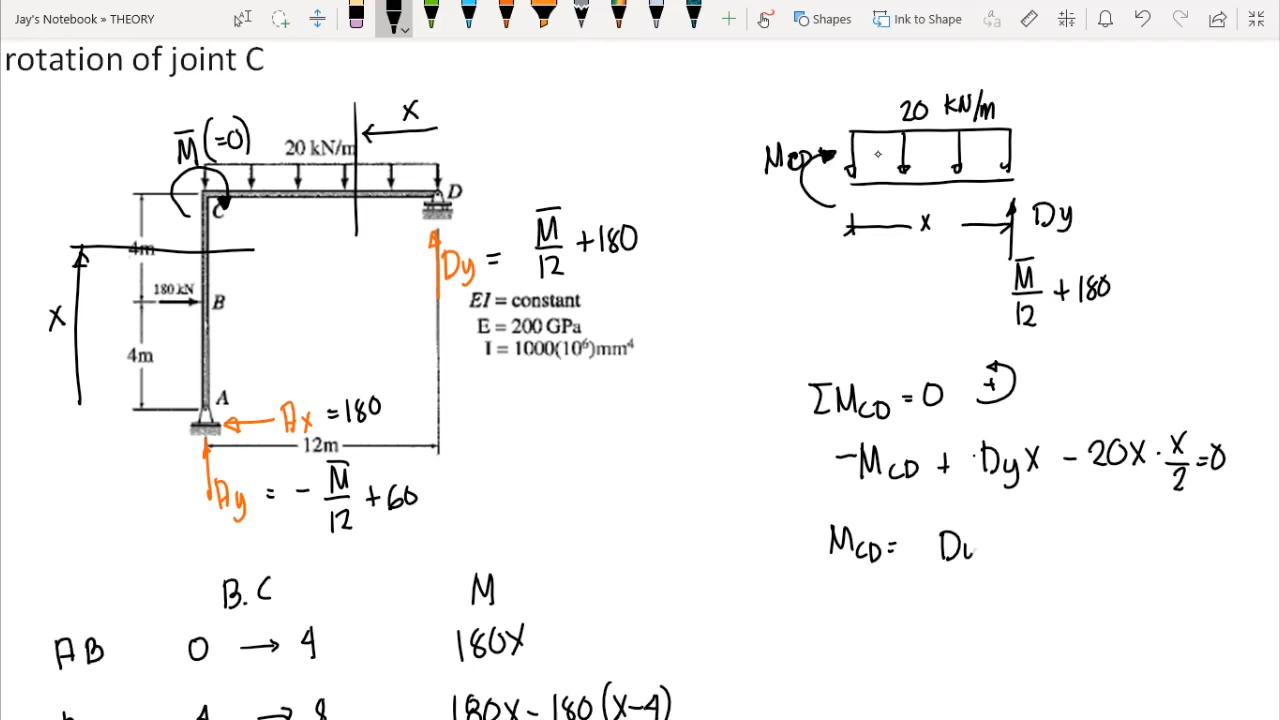 Jay's Notebook » THEORY
Shapes
Ink to Shape
rotation of joint C
M̅ (=0)
x
20 kN/m
C
D
4m
180 kN
B
x
4m
A
12m
Dy = M̅/12 + 180
EI = constant
E = 200 GPa
I = 1000(10⁶)mm⁴
Ax = 180
Ay = - M̅/12 + 60
20 KN/m
MCD
x
Dy
M̅/12 + 180
ΣMCD = 0 +
-MCD + Dyx - 20x · x/2 = 0
MCD = D
B.C M
AB 0 → 4 180x
4 → 8 180x - 180(x-4)